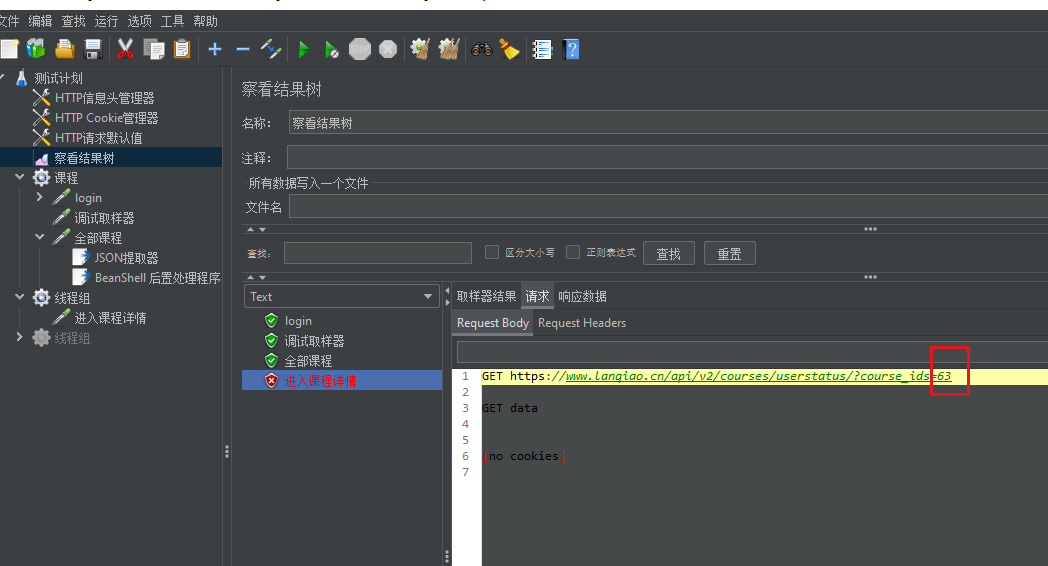 文件 编辑 查找 运行 选项 工具 帮助
测试计划
HTTP信息头管理器
HTTP Cookie管理器
HTTP请求默认值
察看结果树
课程
login
调试取样器
全部课程
JSON提取器
BeanShell 后置处理程序
线程组
进入课程详情
线程组
察看结果树
名称: 察看结果树
注释:
所有数据写入一个文件
文件名
查找: 区分大小写 正则表达式 查找 重置
Text
login
调试取样器
全部课程
进入课程详情
取样器结果 请求 响应数据
Request Body Request Headers
1 GET https://www.lanqiao.cn/api/v2/courses/userstatus/?course_ids=63
2
3 GET data
4
5
6 [no cookies]
7